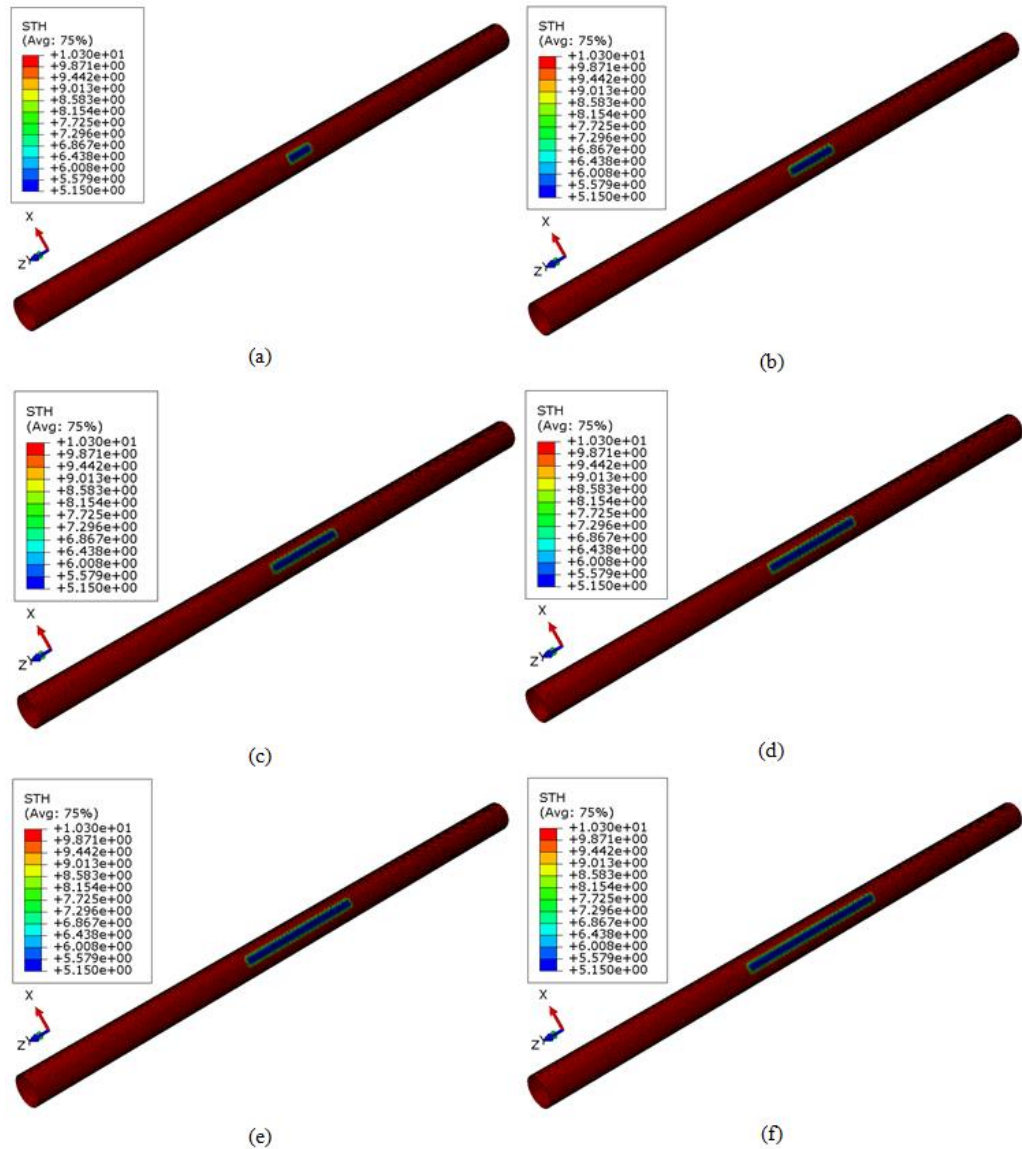 STH
(Avg: 75%)
+1.030e+01
+9.871e+00
+9.442e+00
+9.013e+00
+8.583e+00
+8.154e+00
+7.725e+00
+7.296e+00
+6.867e+00
+6.438e+00
+6.008e+00
+5.579e+00
+5.150e+00
X
Z Y
(a)
STH
(Avg: 75%)
+1.030e+01
+9.871e+00
+9.442e+00
+9.013e+00
+8.583e+00
+8.154e+00
+7.725e+00
+7.296e+00
+6.867e+00
+6.438e+00
+6.008e+00
+5.579e+00
+5.150e+00
X
Z Y
(b)
STH
(Avg: 75%)
+1.030e+01
+9.871e+00
+9.442e+00
+9.013e+00
+8.583e+00
+8.154e+00
+7.725e+00
+7.296e+00
+6.867e+00
+6.438e+00
+6.008e+00
+5.579e+00
+5.150e+00
X
Z Y
(c)
STH
(Avg: 75%)
+1.030e+01
+9.871e+00
+9.442e+00
+9.013e+00
+8.583e+00
+8.154e+00
+7.725e+00
+7.296e+00
+6.867e+00
+6.438e+00
+6.008e+00
+5.579e+00
+5.150e+00
X
Z Y
(d)
STH
(Avg: 75%)
+1.030e+01
+9.871e+00
+9.442e+00
+9.013e+00
+8.583e+00
+8.154e+00
+7.725e+00
+7.296e+00
+6.867e+00
+6.438e+00
+6.008e+00
+5.579e+00
+5.150e+00
X
Z Y
(e)
STH
(Avg: 75%)
+1.030e+01
+9.871e+00
+9.442e+00
+9.013e+00
+8.583e+00
+8.154e+00
+7.725e+00
+7.296e+00
+6.867e+00
+6.438e+00
+6.008e+00
+5.579e+00
+5.150e+00
X
Z Y
(f)